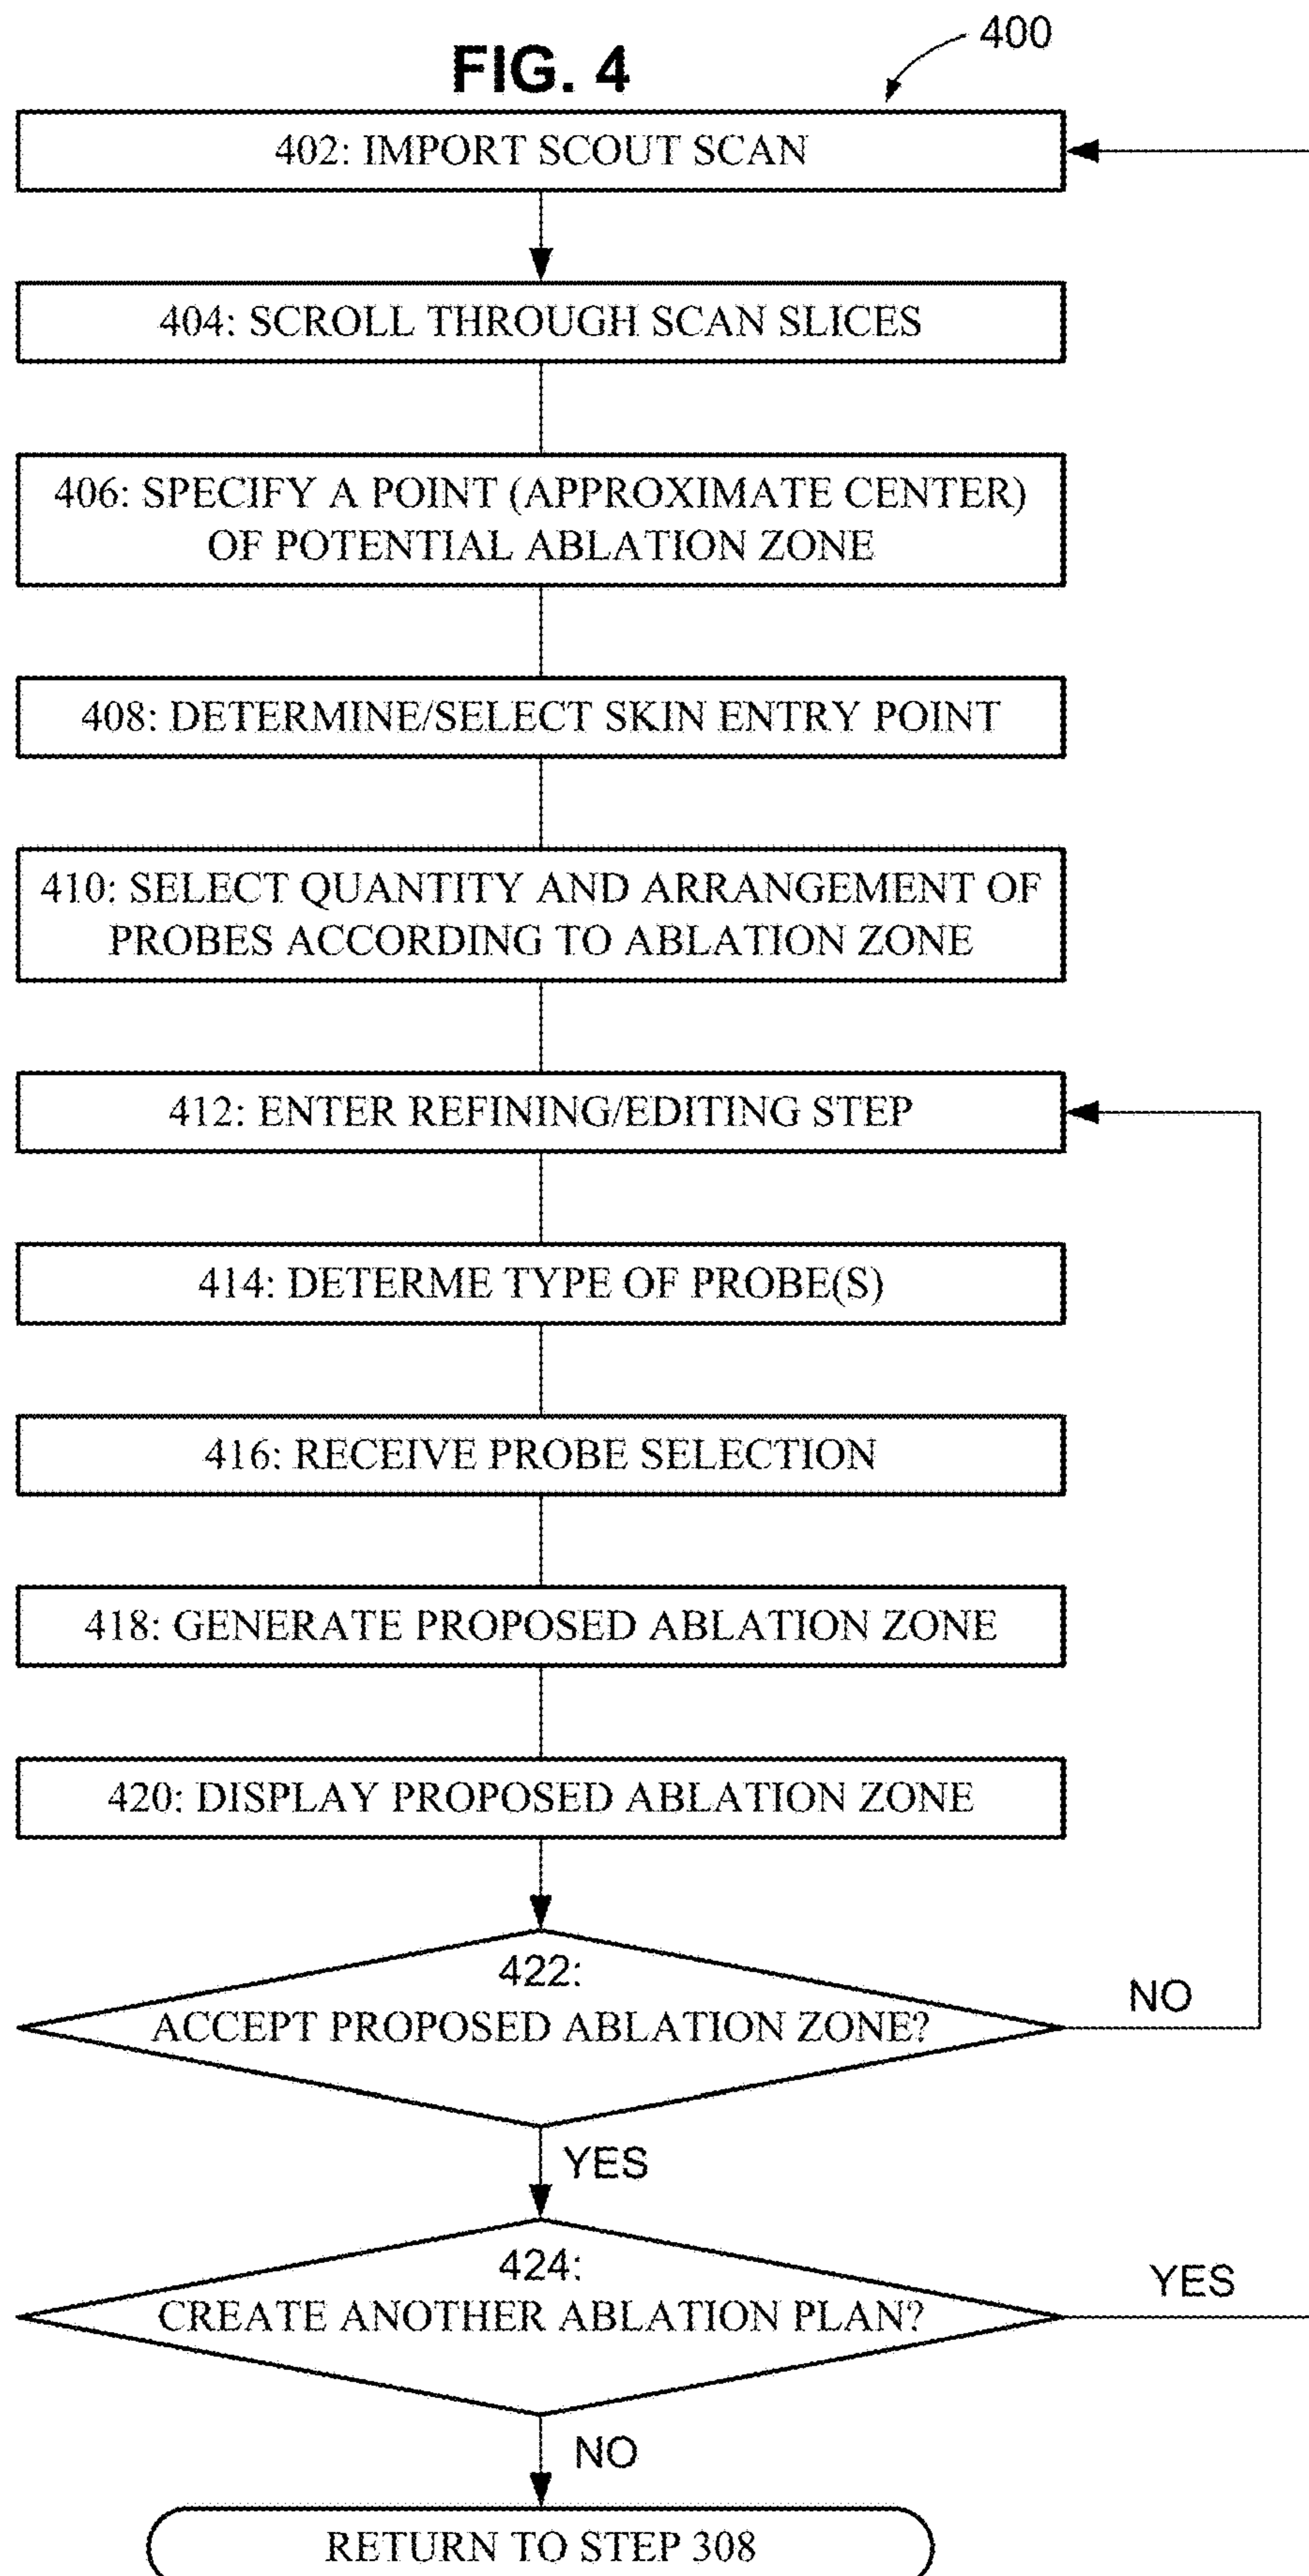 FIG. 4
400
402: IMPORT SCOUT SCAN
404: SCROLL THROUGH SCAN SLICES
406: SPECIFY A POINT (APPROXIMATE CENTER)
OF POTENTIAL ABLATION ZONE
408: DETERMINE/SELECT SKIN ENTRY POINT
410: SELECT QUANTITY AND ARRANGEMENT OF
PROBES ACCORDING TO ABLATION ZONE
412: ENTER REFINING/EDITING STEP
414: DETERME TYPE OF PROBE(S)
416: RECEIVE PROBE SELECTION
418: GENERATE PROPOSED ABLATION ZONE
420: DISPLAY PROPOSED ABLATION ZONE
422:
ACCEPT PROPOSED ABLATION ZONE?
NO
YES
424:
CREATE ANOTHER ABLATION PLAN?
YES
NO
RETURN TO STEP 308